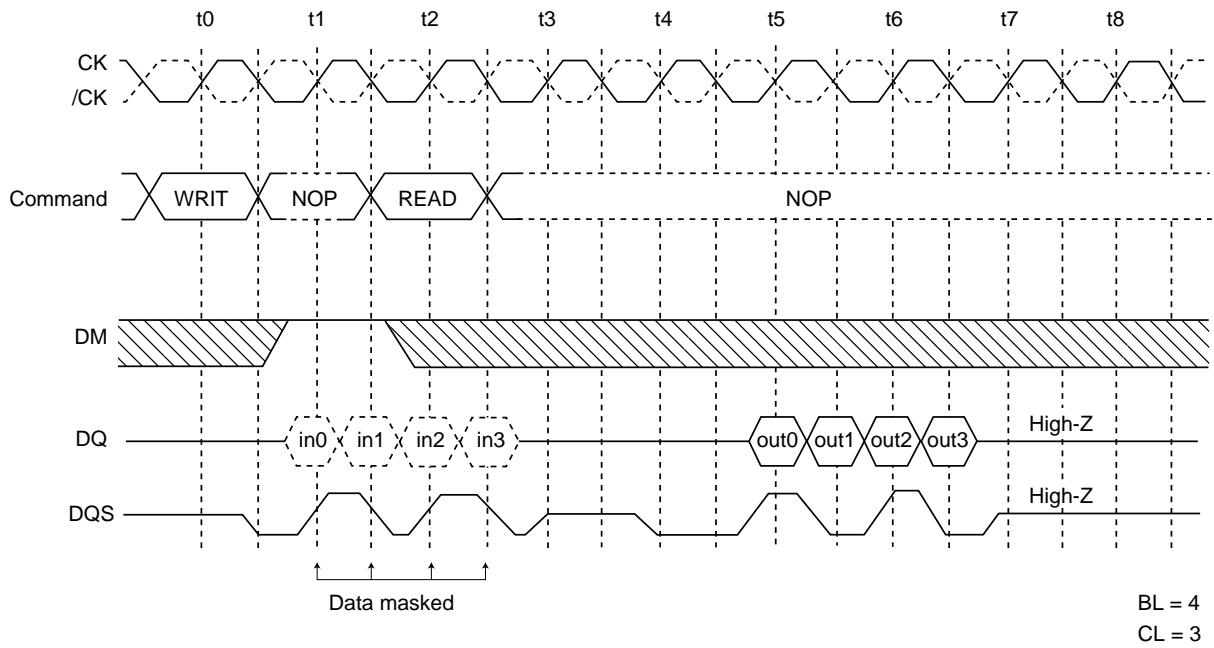 t0 t1 t2 t3 t4 t5 t6 t7 t8
CK
/CK
Command WRIT NOP READ NOP
DM
DQ in0 in1 in2 in3 out0 out1 out2 out3 High-Z
DQS High-Z
Data masked
BL = 4
CL = 3